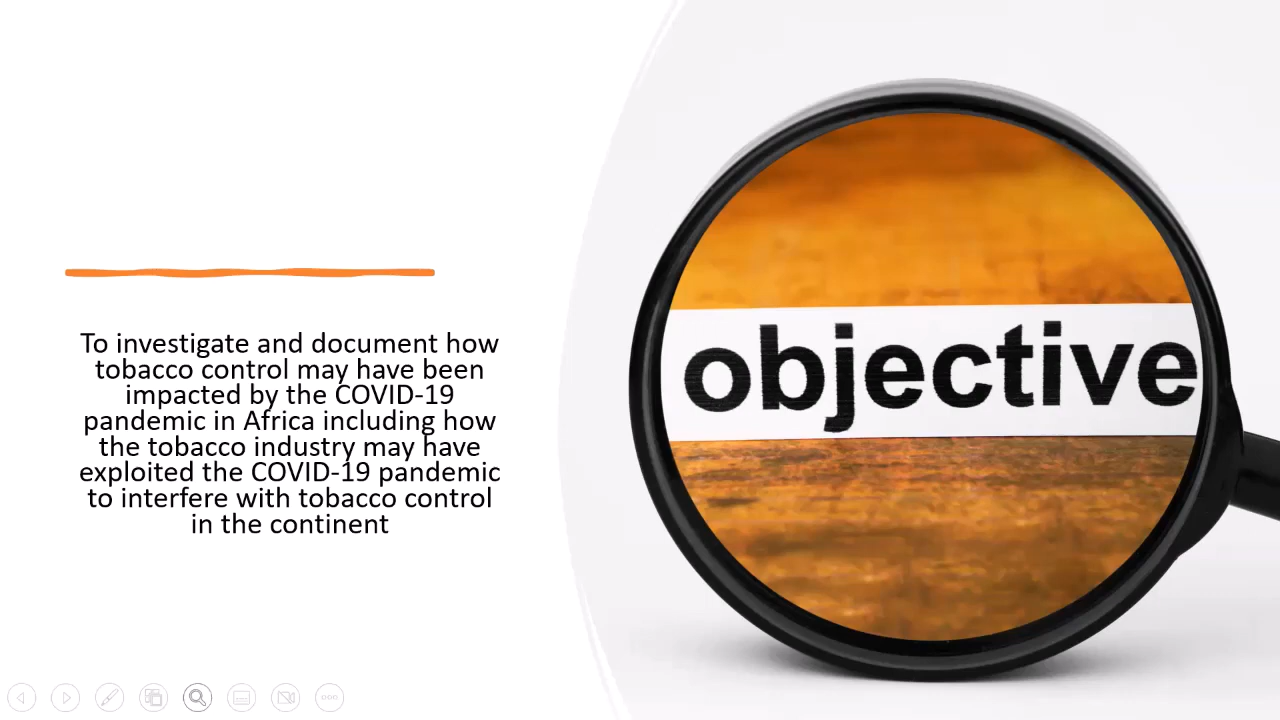 To investigate and document how
tobacco control may have been
impacted by the COVID-19
pandemic in Africa including how
the tobacco industry may have
exploited the COVID-19 pandemic
to interfere with tobacco control
in the continent
objective